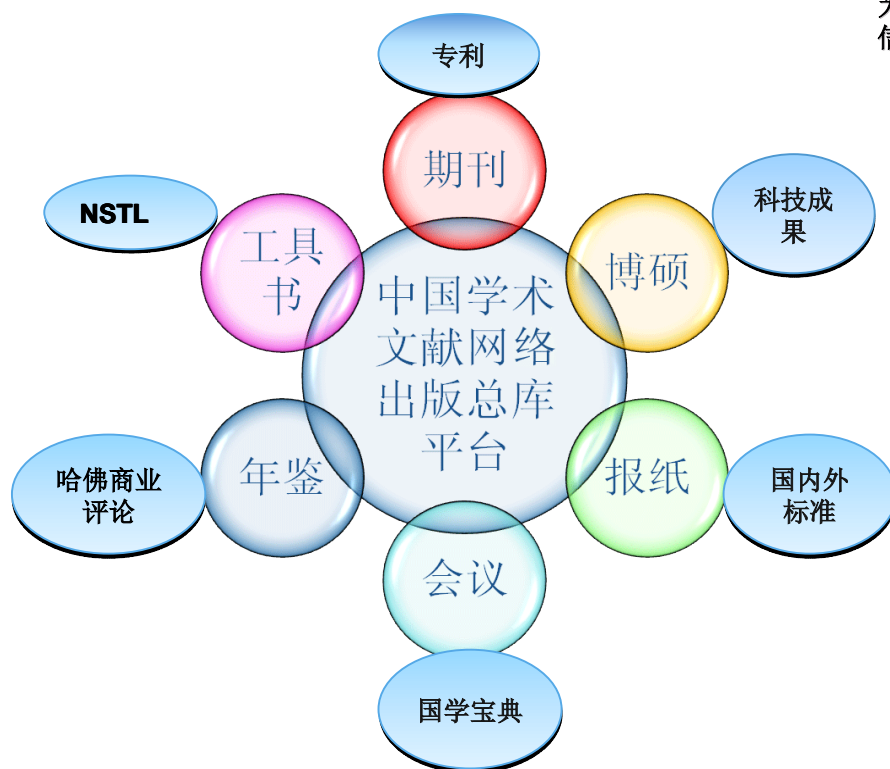 专利
期刊
NSTL
科技成
果
工具
书
博硕
中国学术
文献网络
出版总库
平台
哈佛商业
评论
年鉴
报纸
国内外
标准
会议
国学宝典